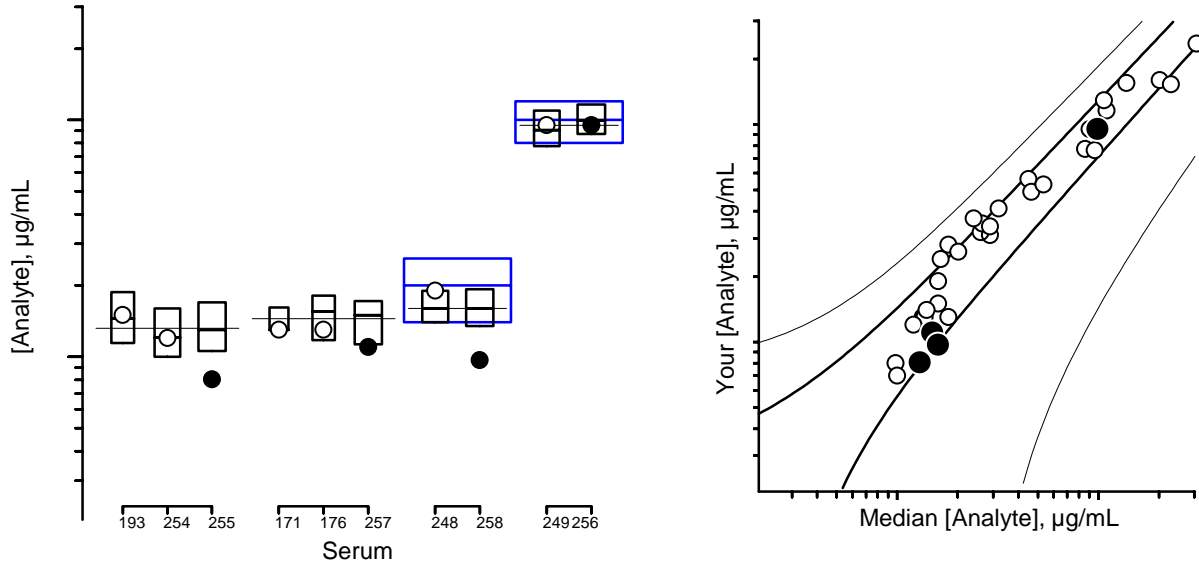 [Analyte], µg/mL
193 254 255 171 176 257 248 258 249 256
Serum
Your [Analyte], µg/mL
Median [Analyte], µg/mL